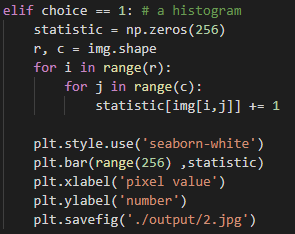 elif choice == 1: # a histogram
    statistic = np.zeros(256)
    r, c = img.shape
    for i in range(r):
        for j in range(c):
            statistic[img[i,j]] += 1

    plt.style.use('seaborn-white')
    plt.bar(range(256) ,statistic)
    plt.xlabel('pixel value')
    plt.ylabel('number')
    plt.savefig('./output/2.jpg')